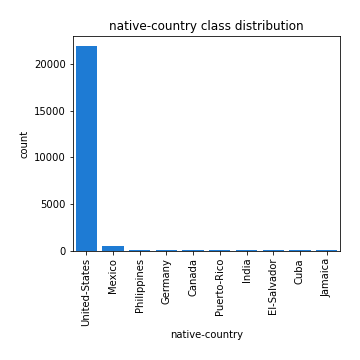 native-country class distribution
20000
15000
10000
5000
0
count
United-States
Mexico
Philippines
Germany
Canada
Puerto-Rico
India
El-Salvador
Cuba
Jamaica
native-country